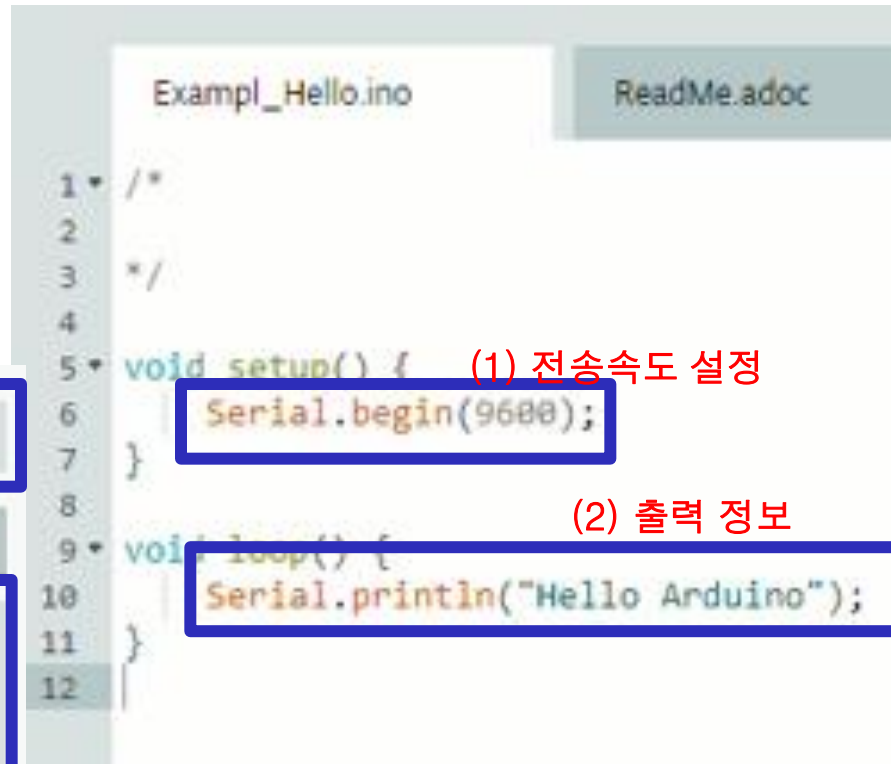 Exampl_Hello.ino ReadMe.adoc
1 /*
2
3 */
4
5 void setup() { (1) 전송속도 설정
6 Serial.begin(9600);
7 }
8 (2) 출력 정보
9 void loop() {
10 Serial.println("Hello Arduino");
11 }
12